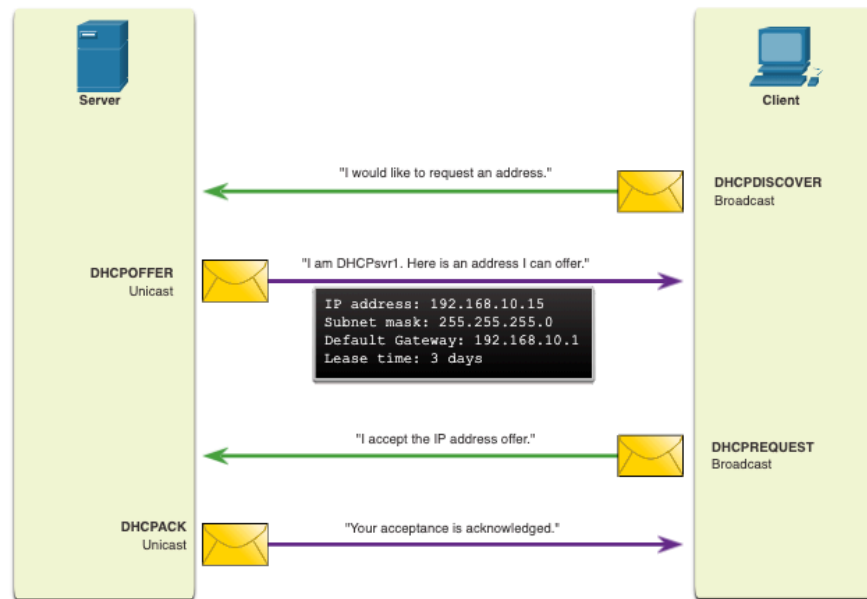 Server
Client
"I would like to request an address."
DHCPDISCOVER
Broadcast
"I am DHCPsvr1. Here is an address I can offer."
DHCPOFFER
Unicast
IP address: 192.168.10.15
Subnet mask: 255.255.255.0
Default Gateway: 192.168.10.1
Lease time: 3 days
"I accept the IP address offer."
DHCPREQUEST
Broadcast
DHCPACK
Unicast
"Your acceptance is acknowledged."